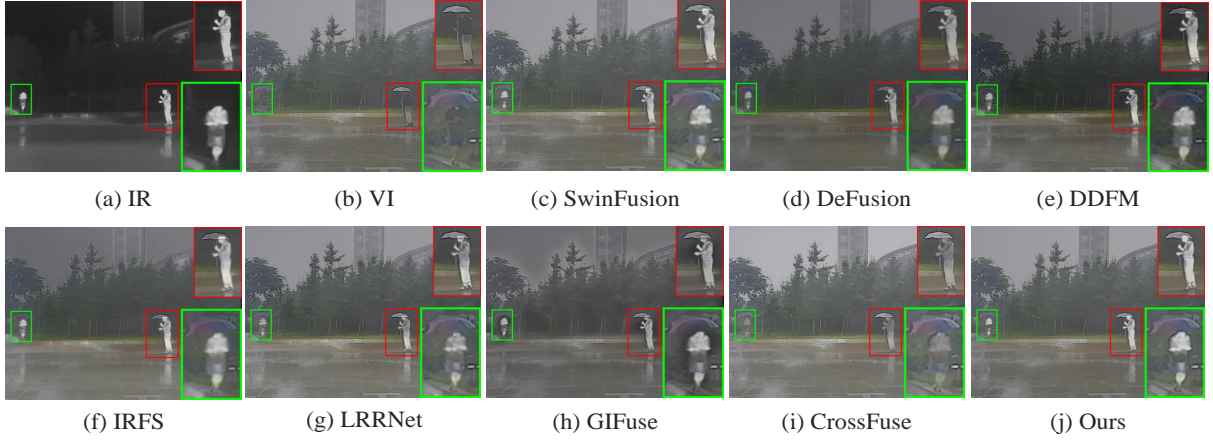 (a) IR
(b) VI
(c) SwinFusion
(d) DeFusion
(e) DDFM
(f) IRFS
(g) LRRNet
(h) GIFuse
(i) CrossFuse
(j) Ours